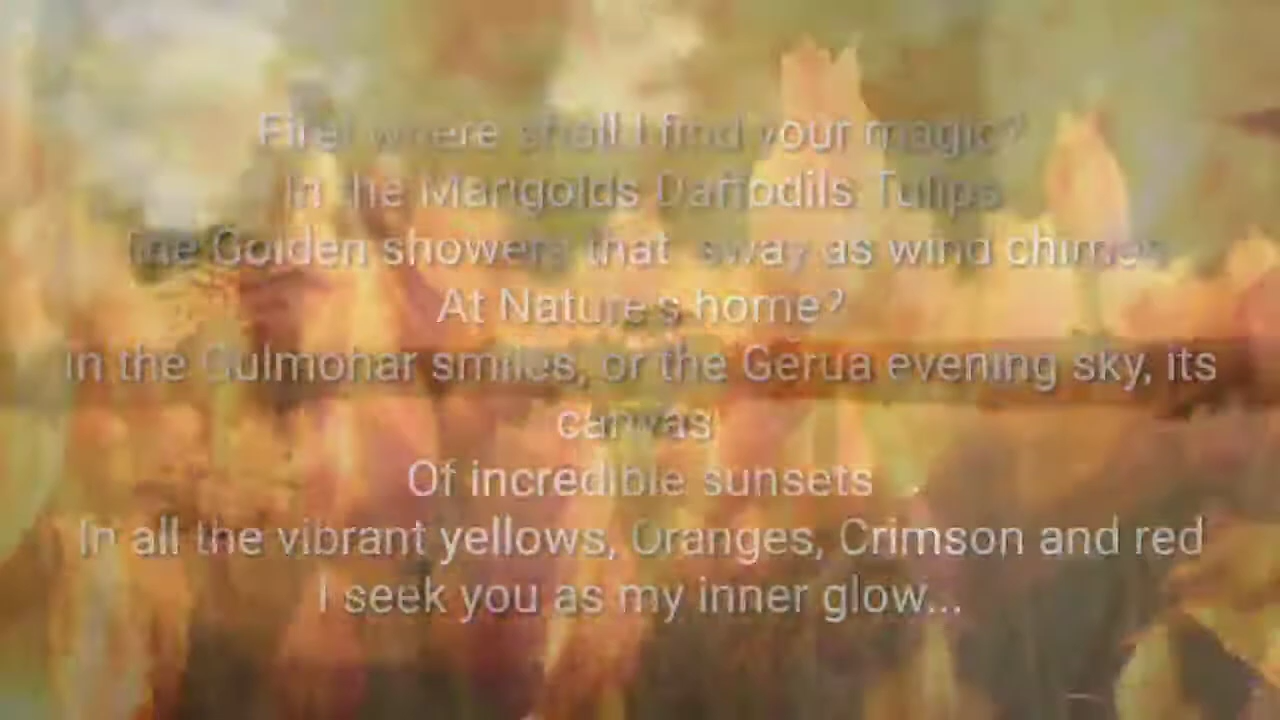 Fire! where shall I find your magic?
In the Marigolds Daffodils Tulips
the Golden showers that sway as wind chimes
At Nature's home?
in the Gulmohar smiles, or the Gerua evening sky, its
canvas
Of incredible sunsets
In all the vibrant yellows, Oranges, Crimson and red
I seek you as my inner glow...